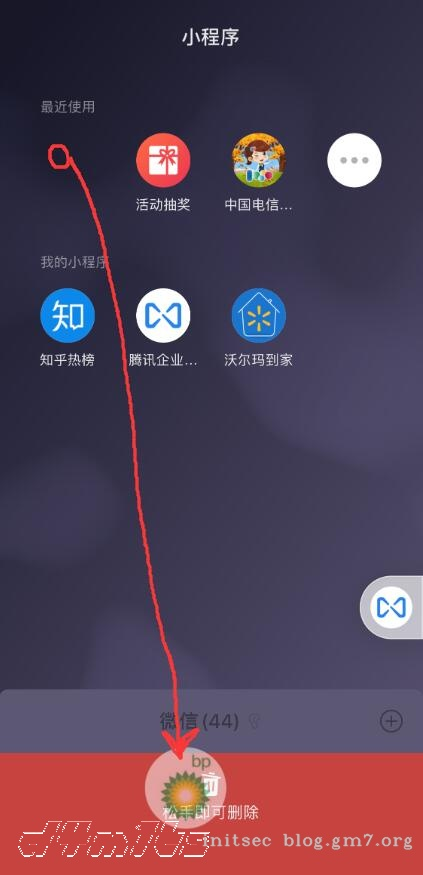 小程序
最近使用
活动抽奖
中国电信...
我的小程序
知
知乎热榜
腾讯企业...
沃尔玛到家
微信(44)
bp
松手即可删除
initsec blog.gm7.org